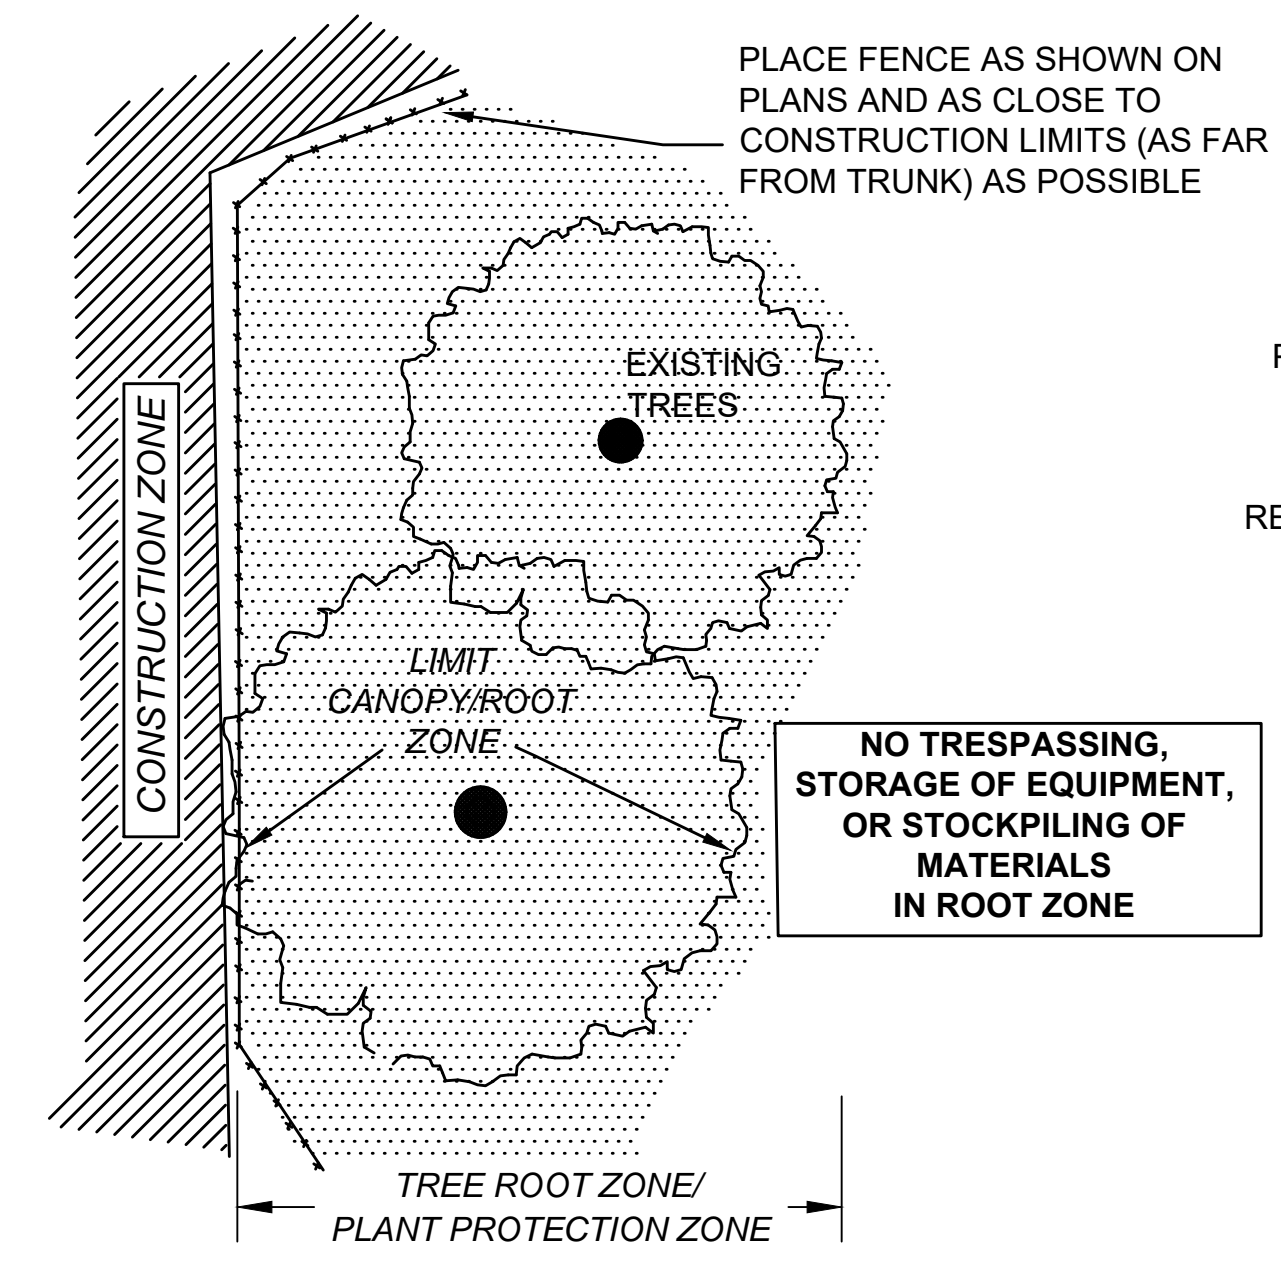 PLACE FENCE AS SHOWN ON
PLANS AND AS CLOSE TO
CONSTRUCTION LIMITS (AS FAR
FROM TRUNK) AS POSSIBLE
EXISTING
TREES
CONSTRUCTION ZONE
LIMIT
CANOPY/ROOT
ZONE
NO TRESPASSING,
STORAGE OF EQUIPMENT,
OR STOCKPILING OF
MATERIALS
IN ROOT ZONE
TREE ROOT ZONE/
PLANT PROTECTION ZONE